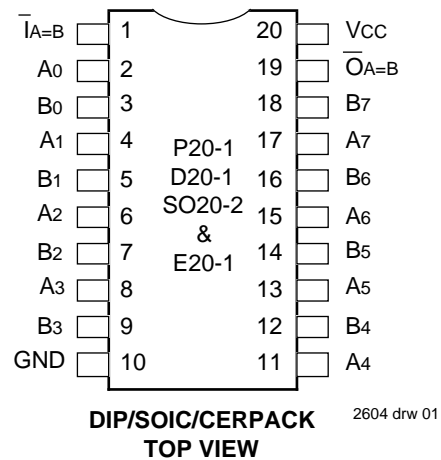 I̅A=B 1 20 VCC
A0 2 19 O̅A=B
B0 3 18 B7
A1 4 17 A7
P20-1
B1 5 16 B6
D20-1
SO20-2
A2 6 15 A6
&
B2 7 14 B5
E20-1
A3 8 13 A5
B3 9 12 B4
GND 10 11 A4
DIP/SOIC/CERPACK
TOP VIEW
2604 drw 01